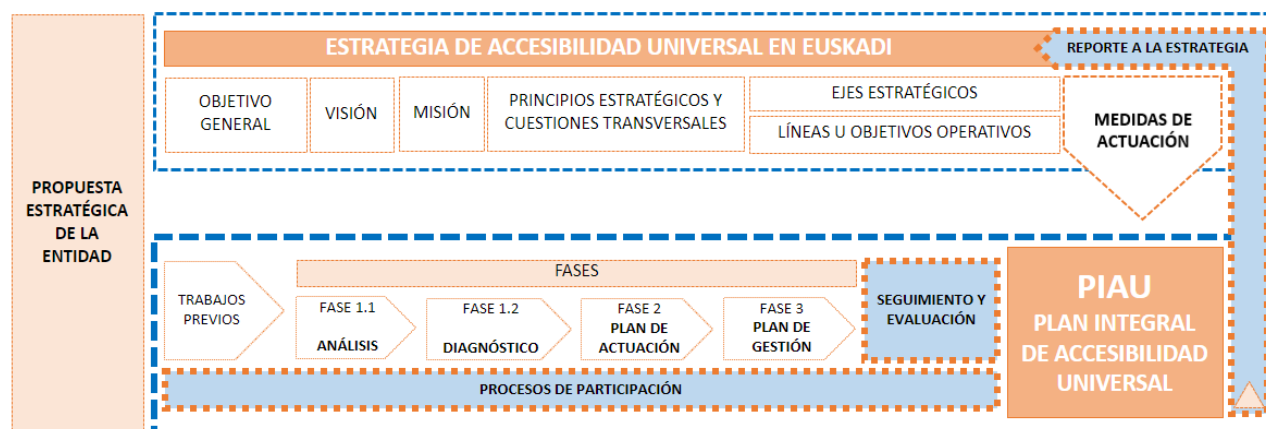 PROPUESTA
ESTRATÉGICA
DE LA
ENTIDAD
ESTRATEGIA DE ACCESIBILIDAD UNIVERSAL EN EUSKADI
REPORTE A LA ESTRATEGIA
OBJETIVO
GENERAL
VISIÓN
MISIÓN
PRINCIPIOS ESTRATÉGICOS Y
CUESTIONES TRANSVERSALES
EJES ESTRATÉGICOS
LÍNEAS U OBJETIVOS OPERATIVOS
MEDIDAS DE
ACTUACIÓN
TRABAJOS
PREVIOS
FASES
FASE 1.1
ANÁLISIS
FASE 1.2
DIAGNÓSTICO
FASE 2
PLAN DE
ACTUACIÓN
FASE 3
PLAN DE
GESTIÓN
SEGUIMIENTO Y
EVALUACIÓN
PROCESOS DE PARTICIPACIÓN
PIAU
PLAN INTEGRAL
DE ACCESIBILIDAD
UNIVERSAL